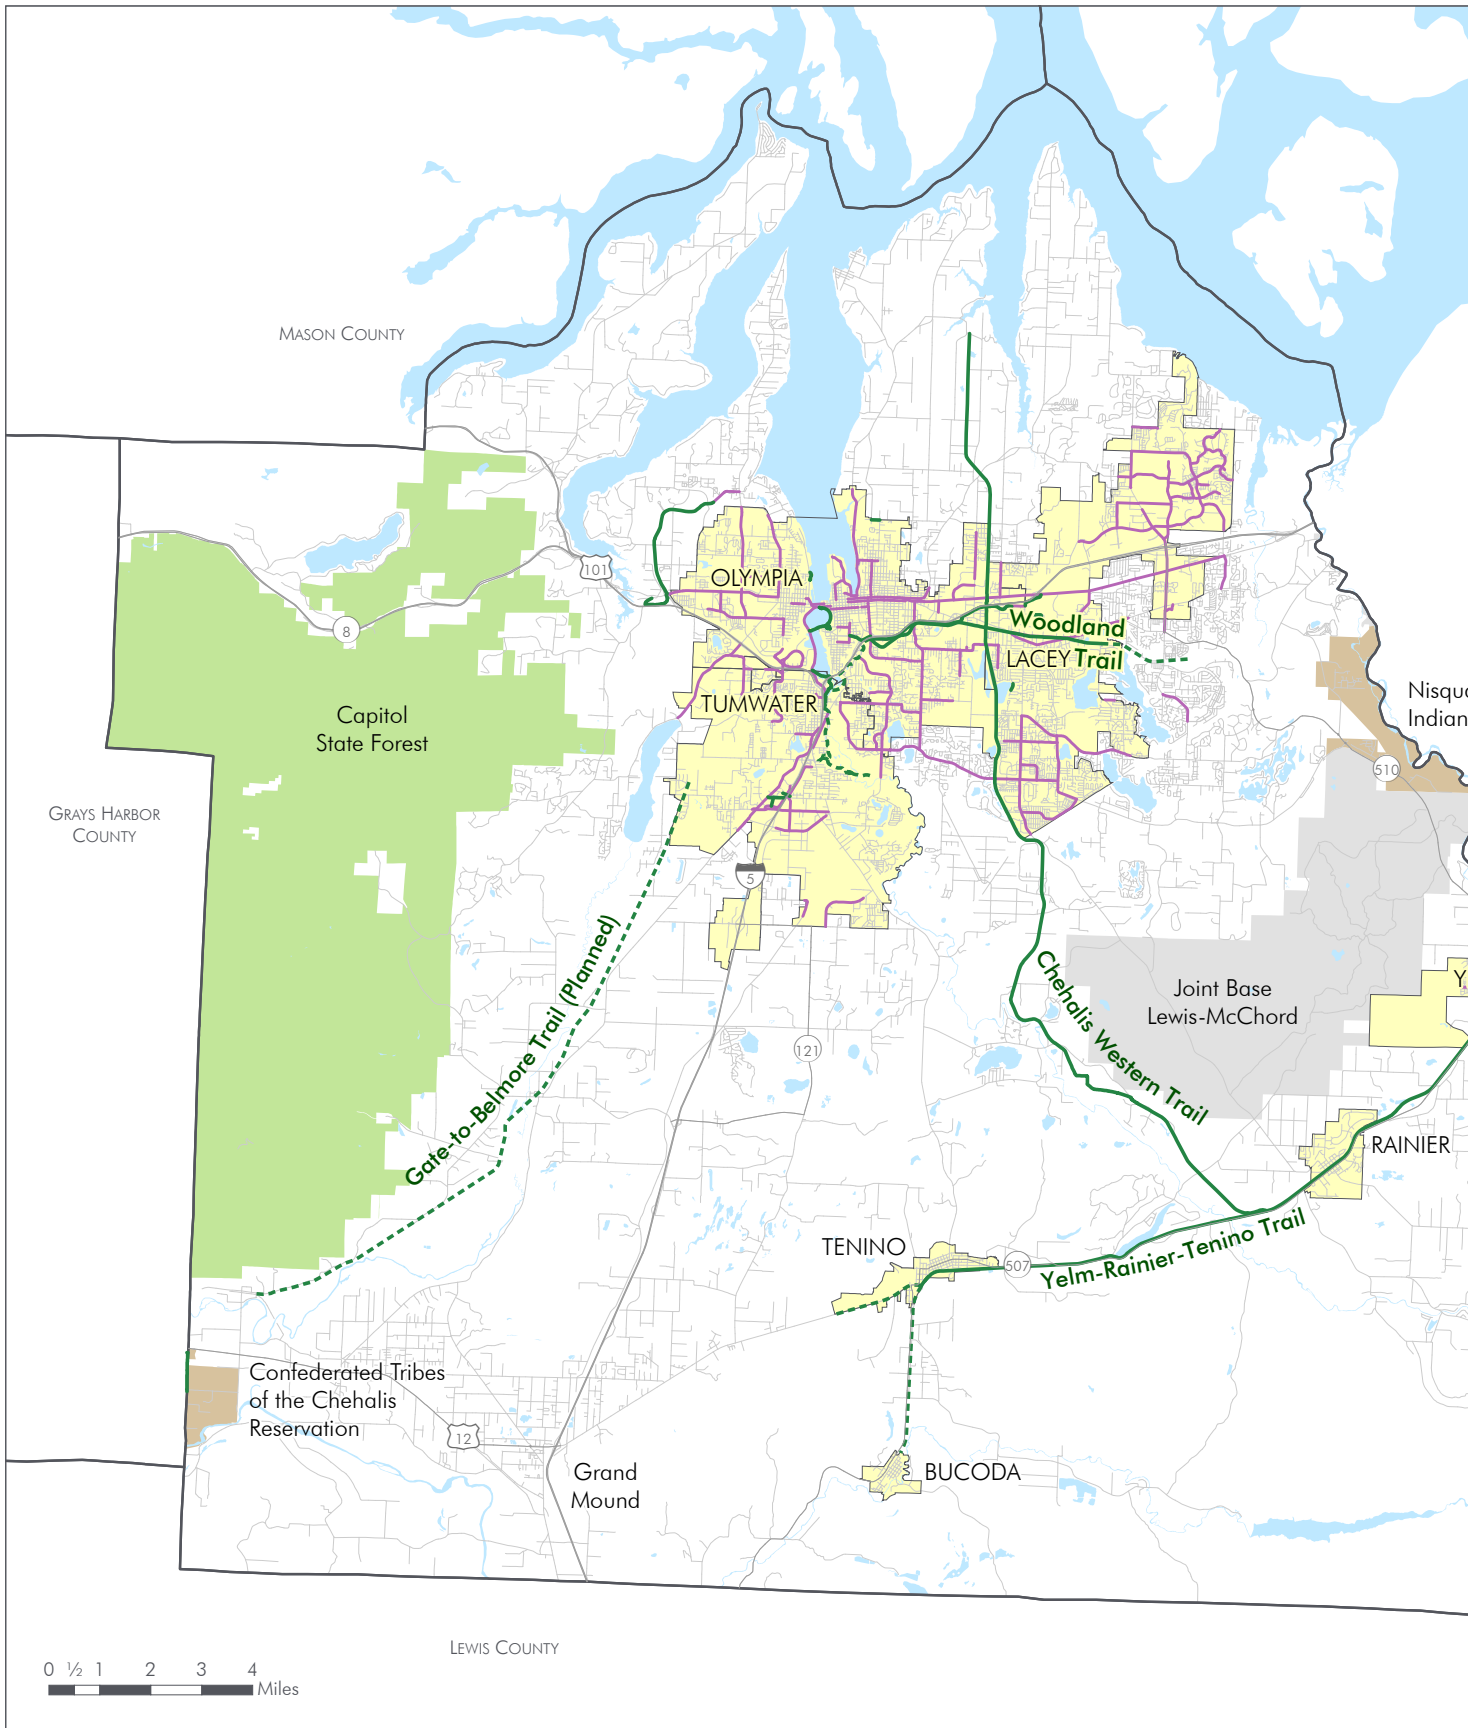 MASON COUNTY
OLYMPIA
101
8
Woodland
Trail
LACEY
TUMWATER
Nisqu
Indian
Capitol
State Forest
510
GRAYS HARBOR
COUNTY
5
Gate-to-Belmore Trail (Planned)
Chehalis Western Trail
Joint Base
Lewis-McChord
Y
121
RAINIER
TENINO
507
Yelm-Rainier-Tenino Trail
Confederated Tribes
of the Chehalis
Reservation
12
Grand
Mound
BUCODA
LEWIS COUNTY
0 ½ 1 2 3 4
Miles